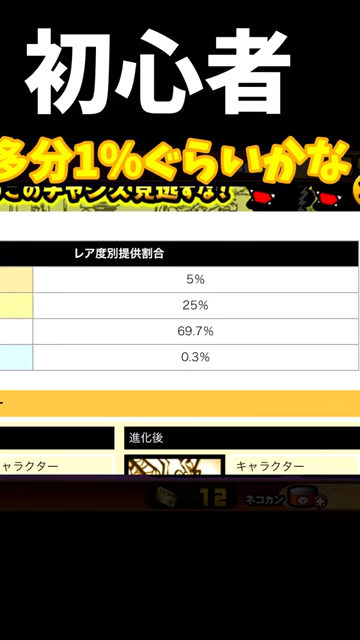 初心者
多分1%ぐらいかな
このチャンス見逃すな!
レア度別提供割合
5%
25%
69.7%
0.3%
進化後
ャラクター
キャラクター
12
ネコカン